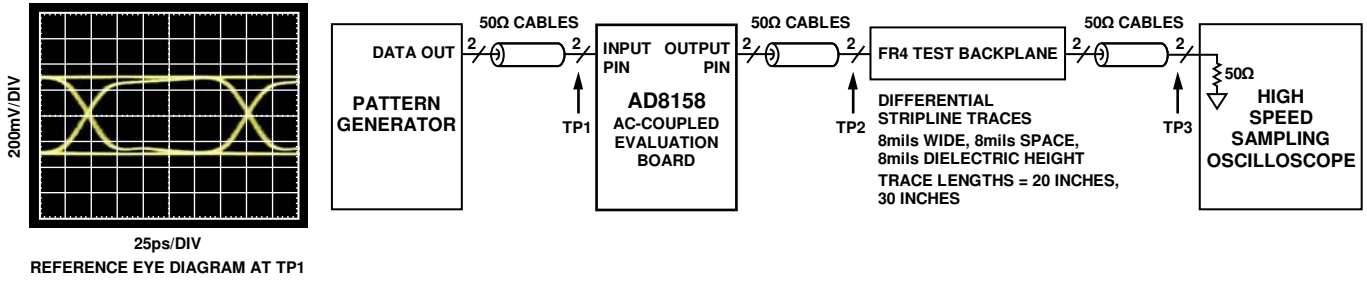 200mV/DIV
25ps/DIV
REFERENCE EYE DIAGRAM AT TP1
DATA OUT
PATTERN
GENERATOR
50Ω CABLES
2
2
TP1
INPUT
PIN
OUTPUT
PIN
AD8158
AC-COUPLED
EVALUATION
BOARD
50Ω CABLES
2
2
TP2
FR4 TEST BACKPLANE
DIFFERENTIAL
STRIPLINE TRACES
8mils WIDE, 8mils SPACE,
8mils DIELECTRIC HEIGHT
TRACE LENGTHS = 20 INCHES,
30 INCHES
50Ω CABLES
2
2
TP3
50Ω
HIGH
SPEED
SAMPLING
OSCILLOSCOPE